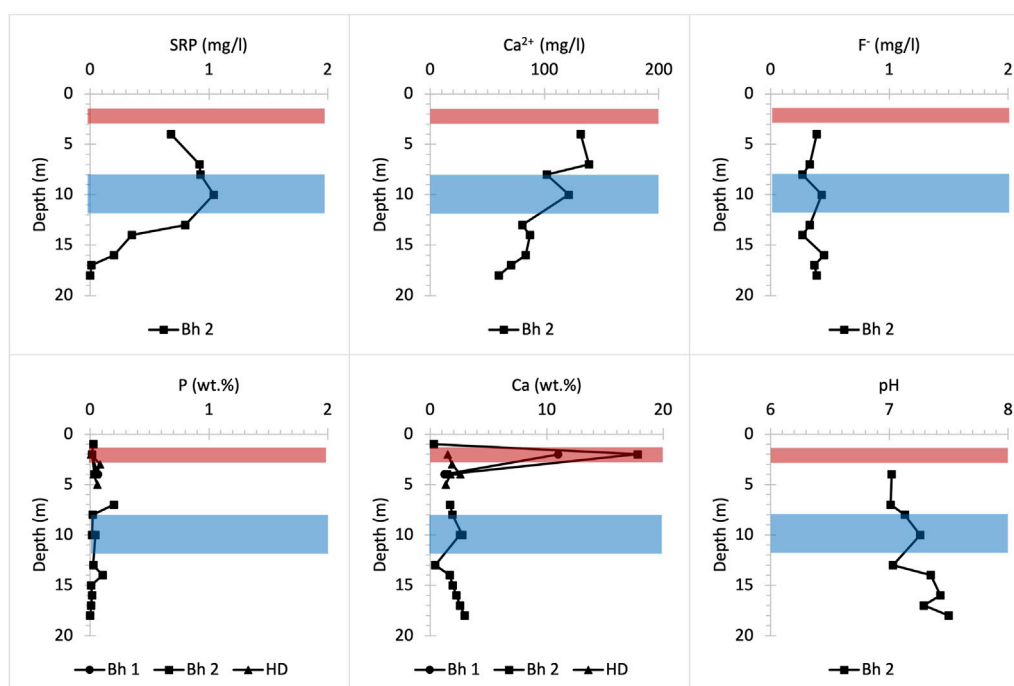 SRP (mg/l)
0 1 2
0
5
10
15
20
Depth (m)
Bh 2
Ca²⁺ (mg/l)
0 100 200
0
5
10
15
20
Depth (m)
Bh 2
F⁻ (mg/l)
0 1 2
0
5
10
15
20
Depth (m)
Bh 2
P (wt.%)
0 1 2
0
5
10
15
20
Depth (m)
Bh 1 Bh 2 HD
Ca (wt.%)
0 10 20
0
5
10
15
20
Depth (m)
Bh 1 Bh 2 HD
pH
6 7 8
0
5
10
15
20
Depth (m)
Bh 2